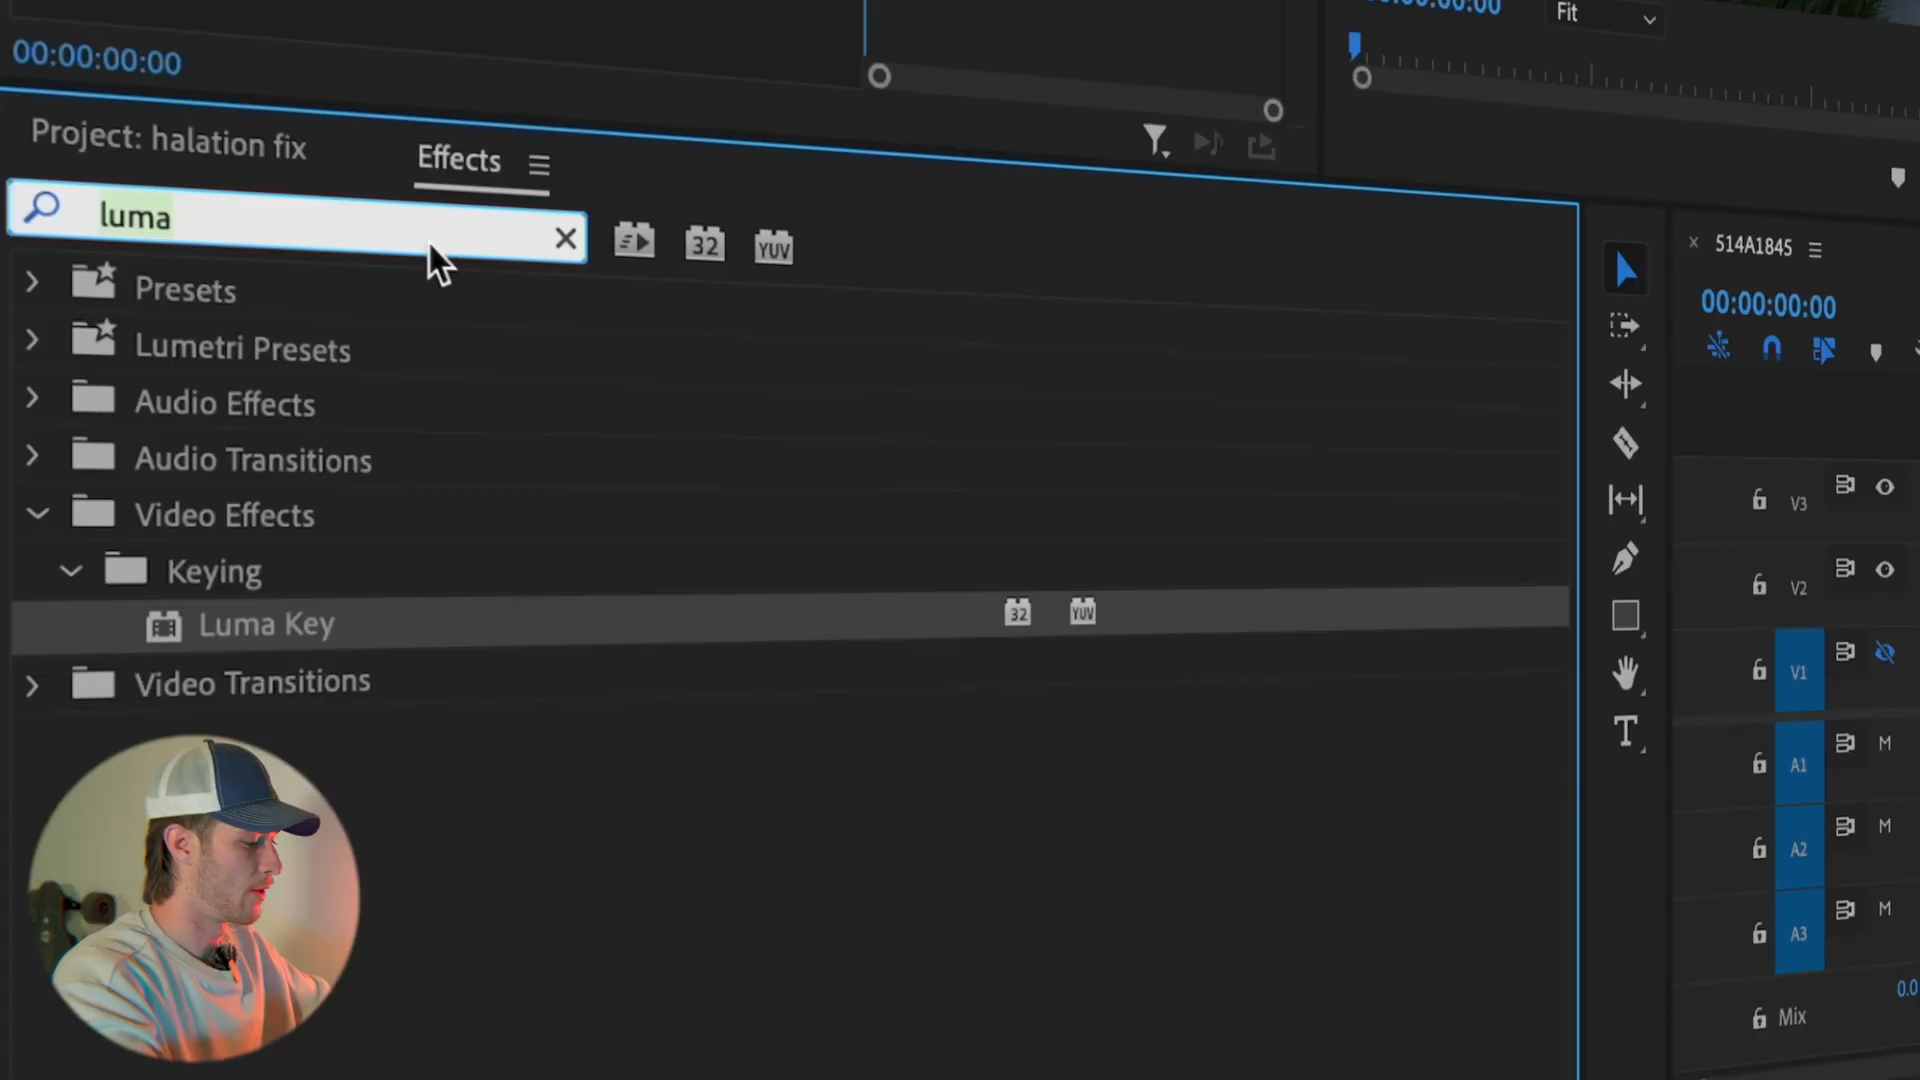 00:00:00:00
Fit
Project: halation fix
Effects
luma
32
YUV
Presets
Lumetri Presets
Audio Effects
Audio Transitions
Video Effects
Keying
Luma Key
32
YUV
Video Transitions
514A1845
00:00:00:00
V3
V2
V1
A1
M
A2
M
A3
M
Mix
0.0